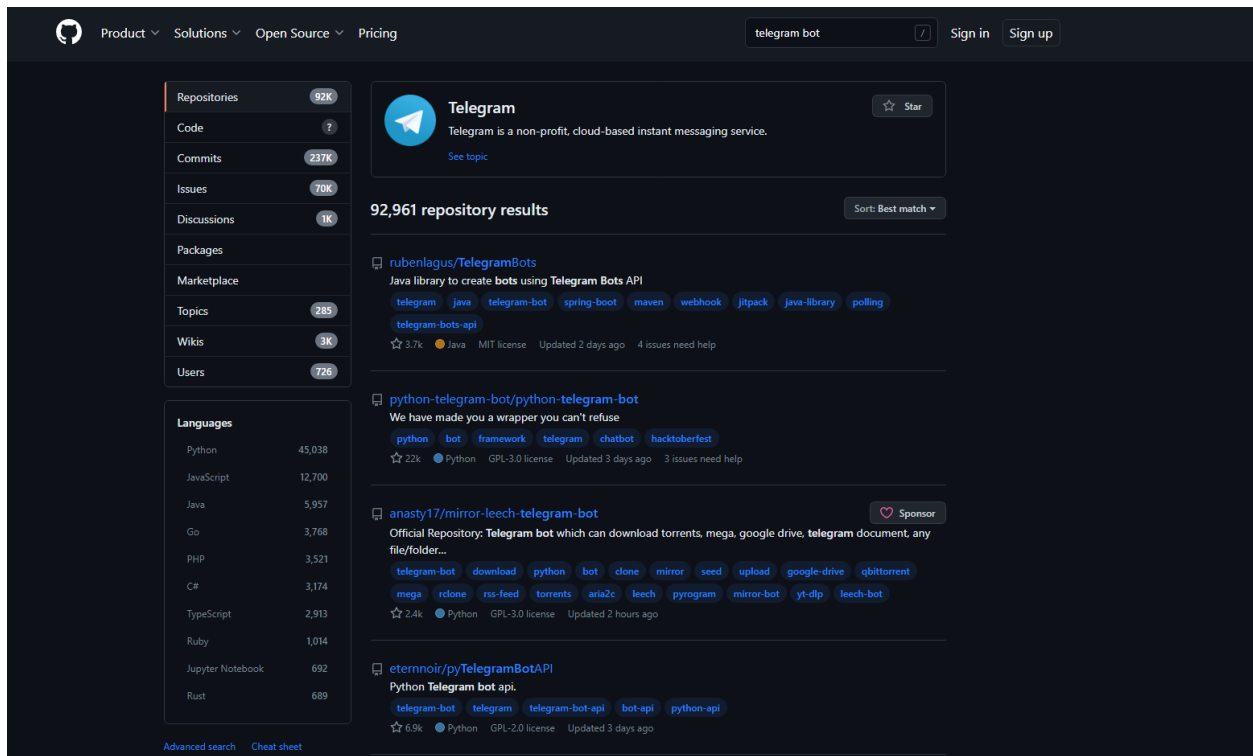 Product Solutions Open Source Pricing telegram bot / Sign in Sign up
Repositories 92K
Code ?
Commits 237K
Issues 70K
Discussions 1K
Packages
Marketplace
Topics 285
Wikis 3K
Users 726
Languages
Python 45,038
JavaScript 12,700
Java 5,957
Go 3,768
PHP 3,521
C# 3,174
TypeScript 2,913
Ruby 1,014
Jupyter Notebook 692
Rust 689
Advanced search Cheat sheet
Telegram Star
Telegram is a non-profit, cloud-based instant messaging service.
See topic
92,961 repository results Sort: Best match
rubenlagus/TelegramBots
Java library to create bots using Telegram Bots API
telegram java telegram-bot spring-boot maven webhook jitpack java-library polling
telegram-bots-api
3.7k Java MIT license Updated 2 days ago 4 issues need help
python-telegram-bot/python-telegram-bot
We have made you a wrapper you can't refuse
python bot framework telegram chatbot hacktoberfest
22k Python GPL-3.0 license Updated 3 days ago 3 issues need help
anasty17/mirror-leech-telegram-bot Sponsor
Official Repository: Telegram bot which can download torrents, mega, google drive, telegram document, any
file/folder...
telegram-bot download python bot clone mirror seed upload google-drive qbittorrent
mega rclone rss-feed torrents aria2c leech pyrogram mirror-bot yt-dlp leech-bot
2.4k Python GPL-3.0 license Updated 2 hours ago
eternnoir/pyTelegramBotAPI
Python Telegram bot api.
telegram-bot telegram telegram-bot-api bot-api python-api
6.9k Python GPL-2.0 license Updated 3 days ago